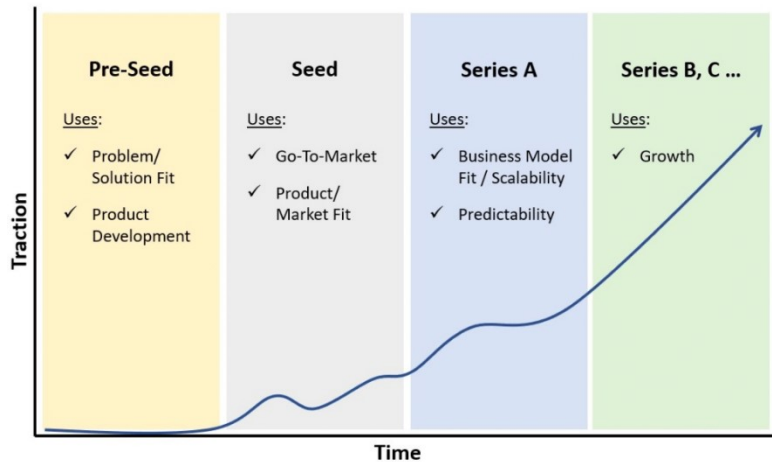 Pre-Seed
Uses:
✓ Problem/
Solution Fit
✓ Product
Development
Seed
Uses:
✓ Go-To-Market
✓ Product/
Market Fit
Series A
Uses:
✓ Business Model
Fit / Scalability
✓ Predictability
Series B, C ...
Uses:
✓ Growth
Traction
Time